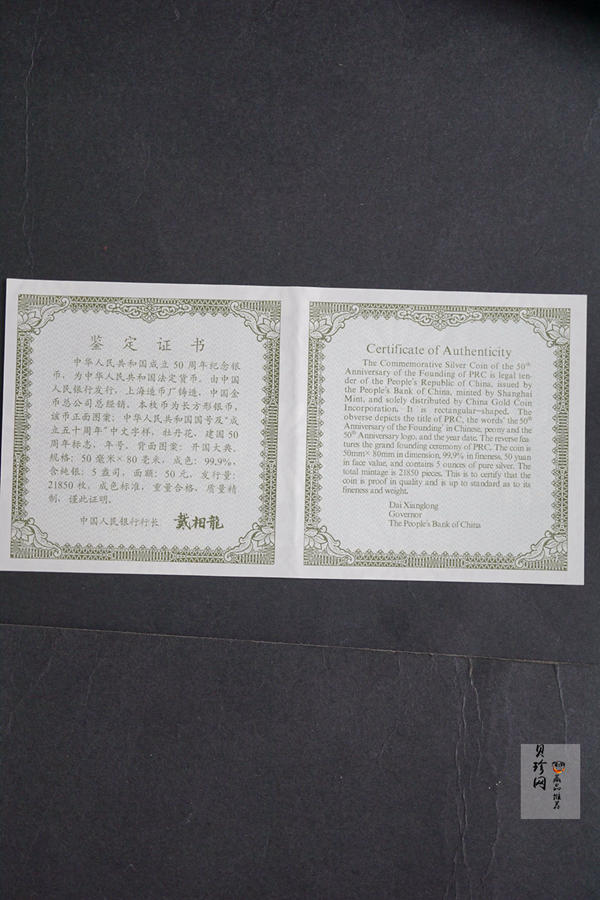 鉴定证书
中华人民共和国成立50周年纪念银
币，为中华人民共和国法定货币。由中国
人民银行发行，上海造币厂铸造，中国金
币总公司总经销。本枚币为长方形银币，
该币正面图案：中华人民共和国国号及“成
立五十周年”中文字样，牡丹花，建国50
周年标志，年号。背面图案：开国大典。
规格：50毫米×80毫米，成色：99.9%，
含纯银：5盎司，面额：50元，发行量：
21850枚。成色标准，重量合格，质量精
制，谨此证明。
中国人民银行行长 戴相龍
Certificate of Authenticity
The Commemorative Silver Coin of the 50th
Anniversary of the Founding of PRC is legal ten-
der of the People's Republic of China, issued by
the People's Bank of China, minted by Shanghai
Mint, and solely distributed by China Gold Coin
Incorporation. It is rectangular-shaped. The
obverse depicts the title of PRC, the words' the 50th
Anniversary of the Founding' in Chinese, peony and the
50th Anniversary logo, and the year date. The reverse fea-
tures the grand founding ceremony of PRC. The coin is
50mm×80mm in dimension, 99.9% in fineness, 50 yuan
in face value, and contains 5 ounces of pure silver. The
total mintage is 21850 pieces. This is to certify that the
coin is proof in quality and is up to standard as to its
fineness and weight.
Dai Xianglong
Governor
The People's Bank of China
贝珍网
藏品推荐